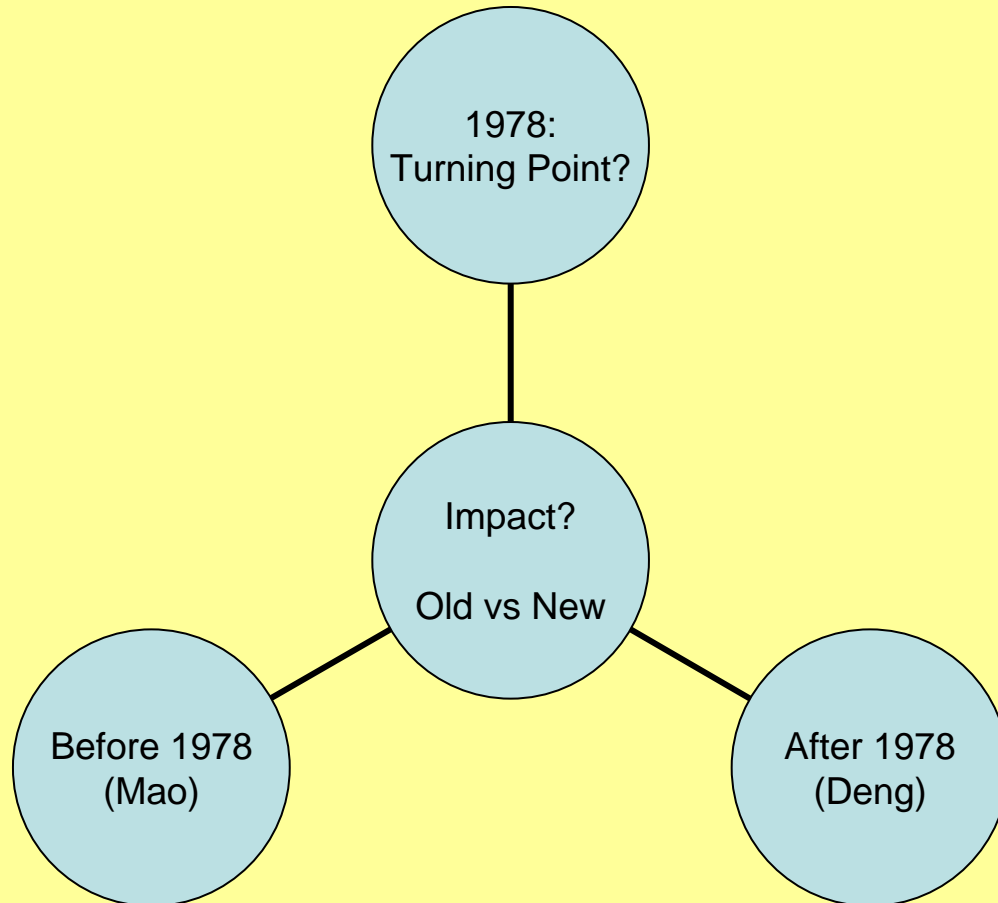 1978:
Turning Point?
Impact?
Old vs New
Before 1978
(Mao)
After 1978
(Deng)